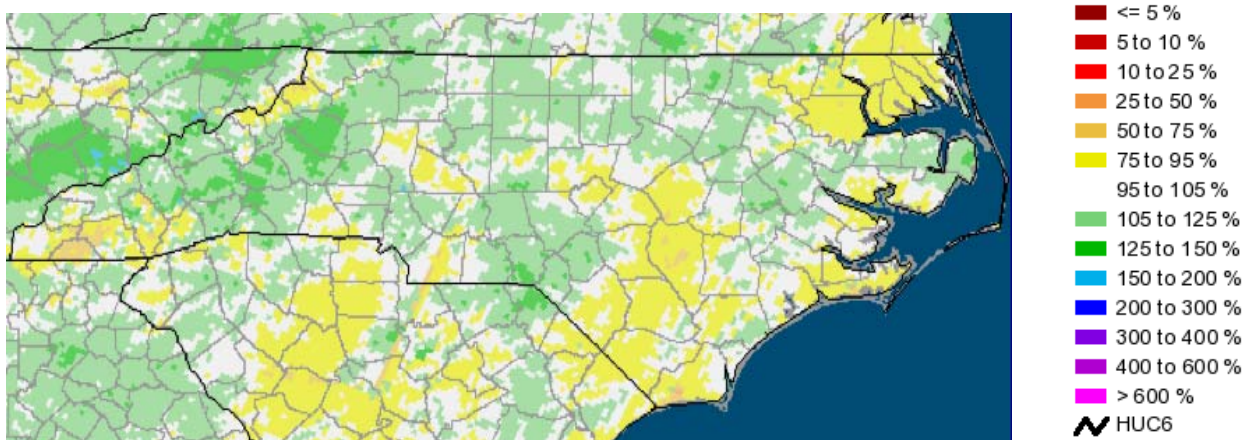 <= 5 %
5 to 10 %
10 to 25 %
25 to 50 %
50 to 75 %
75 to 95 %
95 to 105 %
105 to 125 %
125 to 150 %
150 to 200 %
200 to 300 %
300 to 400 %
400 to 600 %
> 600 %
HUC6